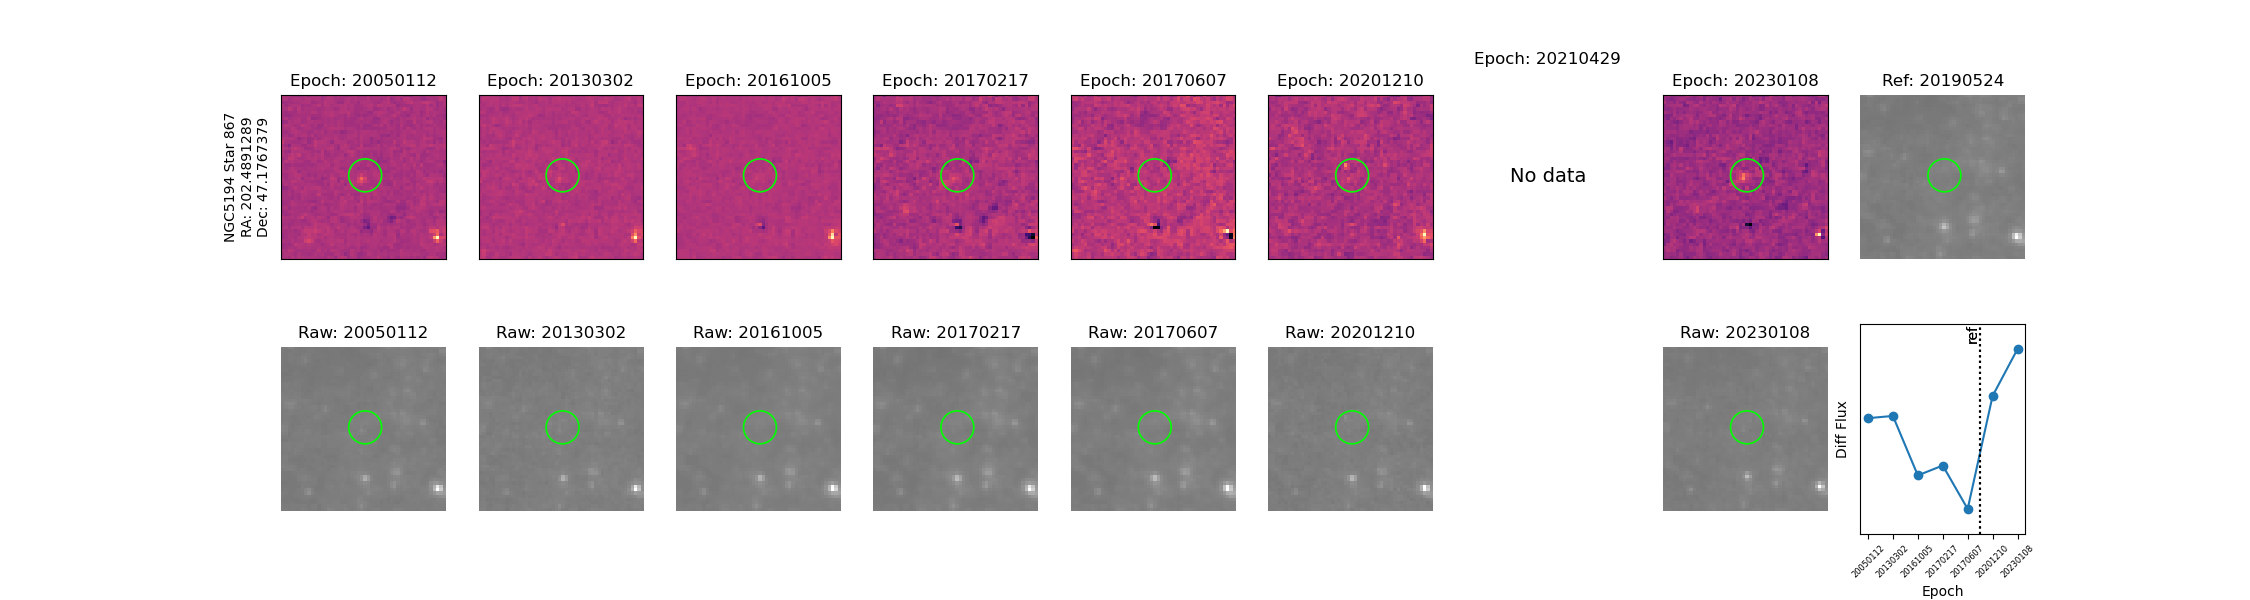 Epoch: 20050112
Epoch: 20130302
Epoch: 20161005
Epoch: 20170217
Epoch: 20170607
Epoch: 20201210
Epoch: 20210429
Epoch: 20230108
Ref: 20190524
NGC5194 Star 867
RA: 202.4891289
Dec: 47.1767379
No data
Raw: 20050112
Raw: 20130302
Raw: 20161005
Raw: 20170217
Raw: 20170607
Raw: 20201210
Raw: 20230108
ref
Diff Flux
20050112
20130302
20161005
20170217
20170607
20201210
20230108
Epoch